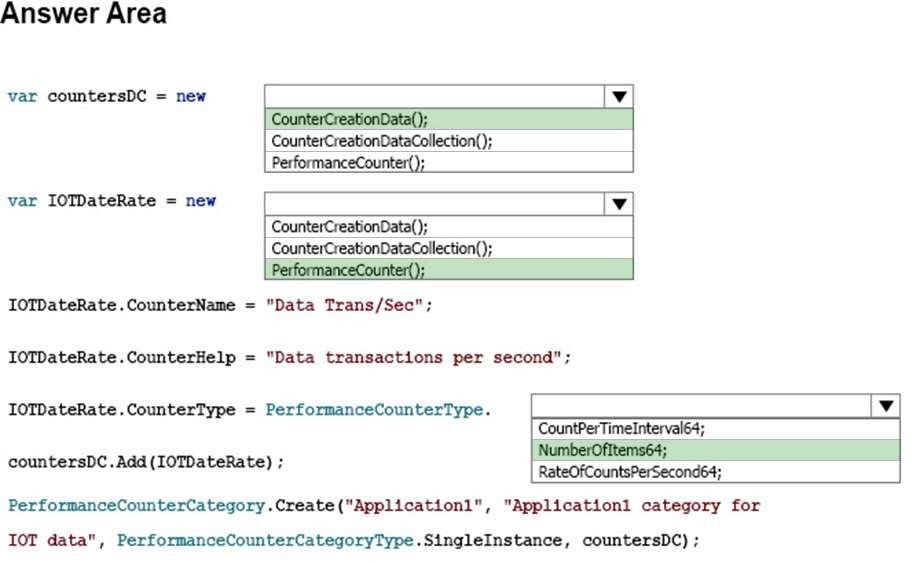 Answer Area
var countersDC = new
CounterCreationData();
CounterCreationDataCollection();
PerformanceCounter();
var IOTDateRate = new
CounterCreationData();
CounterCreationDataCollection();
PerformanceCounter();
IOTDateRate.CounterName = "Data Trans/Sec";
IOTDateRate.CounterHelp = "Data transactions per second";
IOTDateRate.CounterType = PerformanceCounterType.
CountPerTimeInterval64;
NumberOfItems64;
RateOfCountsPerSecond64;
countersDC.Add(IOTDateRate);
PerformanceCounterCategory.Create("Application1", "Application1 category for
IOT data", PerformanceCounterCategoryType.SingleInstance, countersDC);